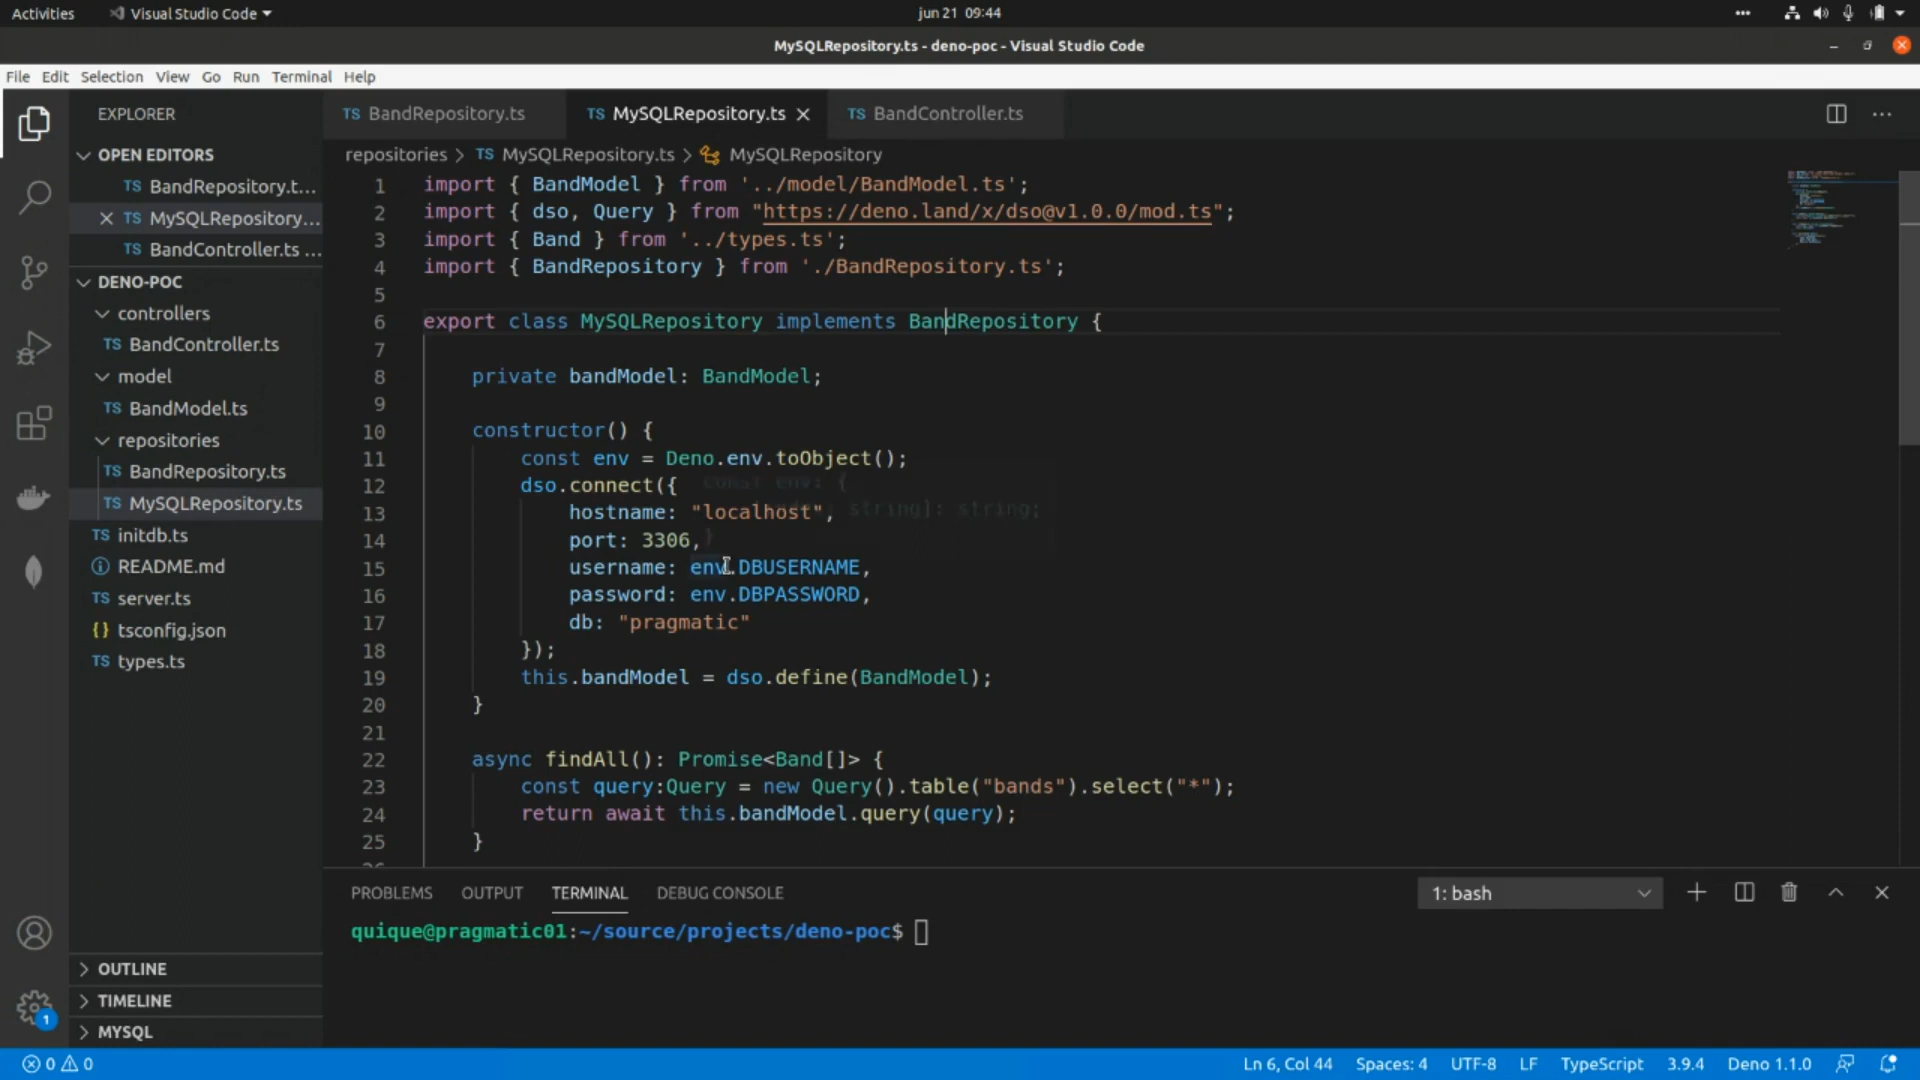 Activities
Visual Studio Code
jun 21 09:44
MySQLRepository.ts - deno-poc - Visual Studio Code
File Edit Selection View Go Run Terminal Help
EXPLORER
OPEN EDITORS
TS BandRepository.t...
TS MySQLRepository...
TS BandController.ts ...
DENO-POC
controllers
TS BandController.ts
model
TS BandModel.ts
repositories
TS BandRepository.ts
TS MySQLRepository.ts
TS initdb.ts
README.md
TS server.ts
{} tsconfig.json
TS types.ts
OUTLINE
TIMELINE
MYSQL
1
TS BandRepository.ts
TS MySQLRepository.ts
TS BandController.ts
repositories > TS MySQLRepository.ts > MySQLRepository
1 import { BandModel } from '../model/BandModel.ts';
2 import { dso, Query } from "https://deno.land/x/dso@v1.0.0/mod.ts";
3 import { Band } from '../types.ts';
4 import { BandRepository } from './BandRepository.ts';
5
6 export class MySQLRepository implements BandRepository {
7
8 private bandModel: BandModel;
9
10 constructor() {
11 const env = Deno.env.toObject();
12 dso.connect({
13 hostname: "localhost",
14 port: 3306,
15 username: env.DBUSERNAME,
16 password: env.DBPASSWORD,
17 db: "pragmatic"
18 });
19 this.bandModel = dso.define(BandModel);
20 }
21
22 async findAll(): Promise<Band[]> {
23 const query:Query = new Query().table("bands").select("*");
24 return await this.bandModel.query(query);
25 }
const env: {
string]: string;
}
PROBLEMS OUTPUT TERMINAL DEBUG CONSOLE
1: bash
quique@pragmatic01:~/source/projects/deno-poc$
0 0
Ln 6, Col 44 Spaces: 4 UTF-8 LF TypeScript 3.9.4 Deno 1.1.0